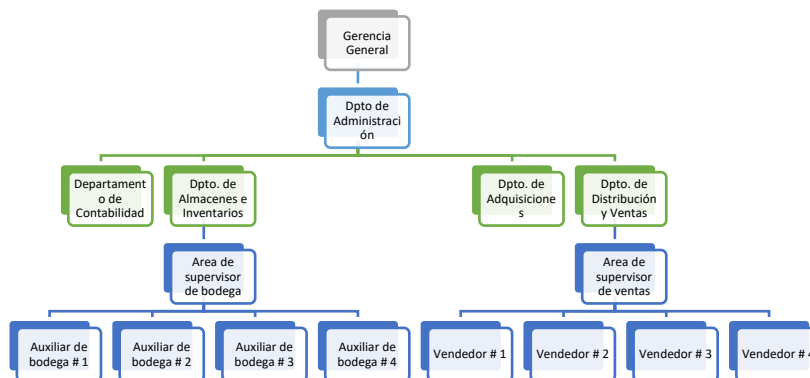 Gerencia
General
Dpto de
Administraci
ón
Departament
o de
Contabilidad
Dpto. de
Almacenes e
Inventarios
Dpto. de
Adquisicione
s
Dpto. de
Distribución
y Ventas
Area de
supervisor
de bodega
Area de
supervisor
de ventas
Auxiliar de
bodega # 1
Auxiliar de
bodega # 2
Auxiliar de
bodega # 3
Auxiliar de
bodega # 4
Vendedor # 1
Vendedor # 2
Vendedor # 3
Vendedor # 4